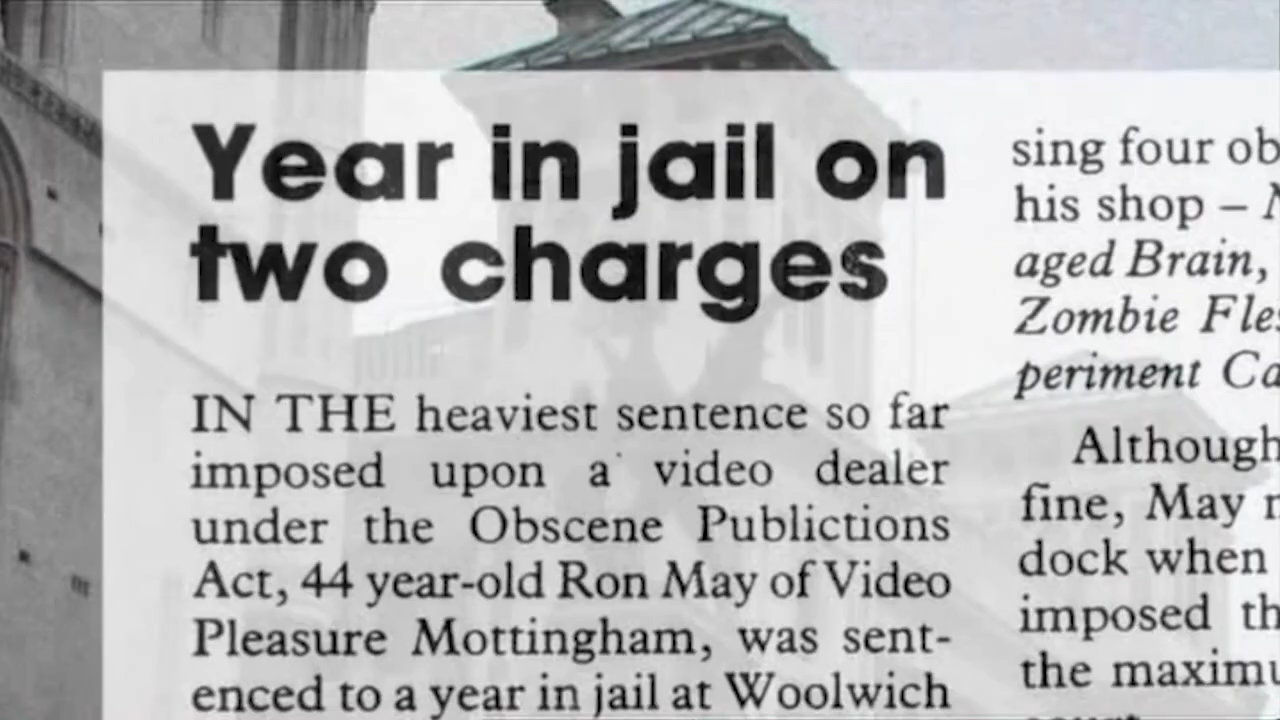 Year in jail on
two charges
IN THE heaviest sentence so far
imposed upon a video dealer
under the Obscene Publictions
Act, 44 year-old Ron May of Video
Pleasure Mottingham, was sent-
enced to a year in jail at Woolwich
sing four ob
his shop –
aged Brain,
Zombie Fles
periment Ca
Although
fine, May
dock when
imposed th
the maximu